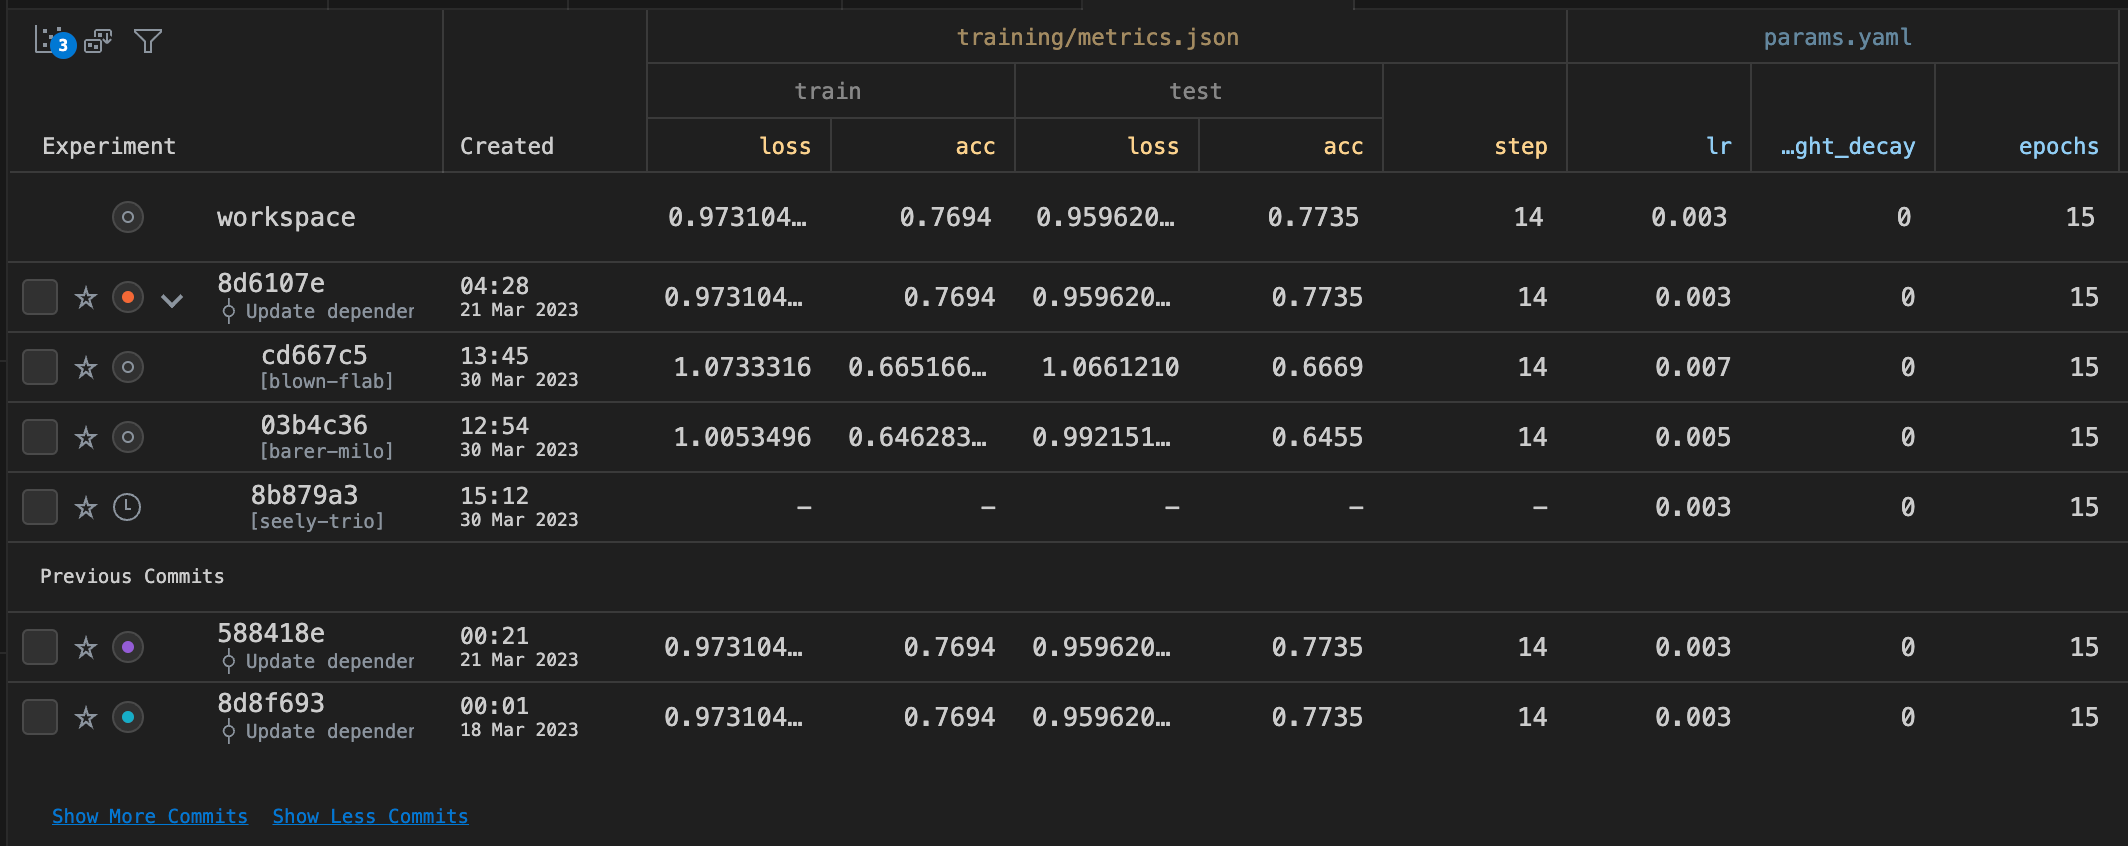 3
training/metrics.json params.yaml
train test
Experiment Created loss acc loss acc step lr …ght_decay epochs
workspace 0.973104… 0.7694 0.959620… 0.7735 14 0.003 0 15
8d6107e 04:28 0.973104… 0.7694 0.959620… 0.7735 14 0.003 0 15
Update depender 21 Mar 2023
cd667c5 13:45 1.0733316 0.665166… 1.0661210 0.6669 14 0.007 0 15
[blown-flab] 30 Mar 2023
03b4c36 12:54 1.0053496 0.646283… 0.992151… 0.6455 14 0.005 0 15
[barer-milo] 30 Mar 2023
8b879a3 15:12 – – – – – 0.003 0 15
[seely-trio] 30 Mar 2023
Previous Commits
588418e 00:21 0.973104… 0.7694 0.959620… 0.7735 14 0.003 0 15
Update depender 21 Mar 2023
8d8f693 00:01 0.973104… 0.7694 0.959620… 0.7735 14 0.003 0 15
Update depender 18 Mar 2023
Show More Commits Show Less Commits